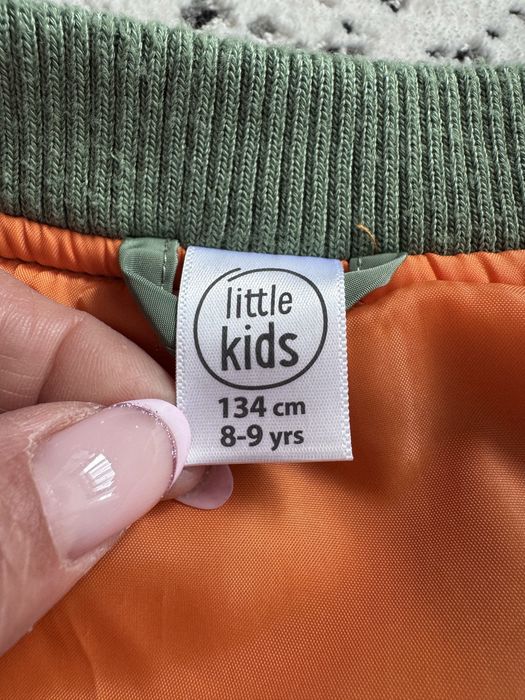 little
kids
134 cm
8-9 yrs